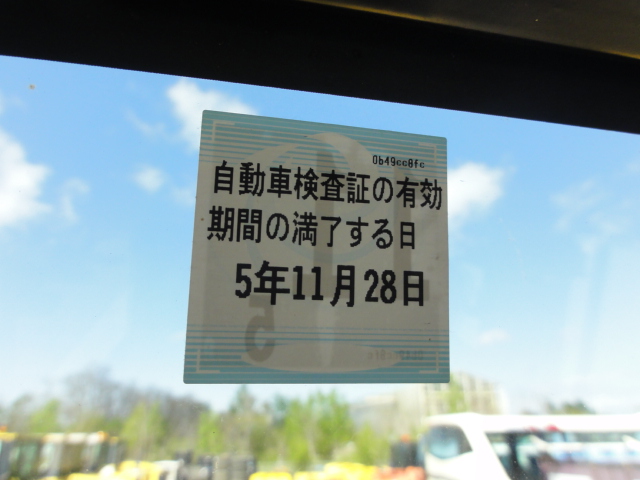 0b49cc8fc
自動車検査証の有効
期間の満了する日
5年11月28日